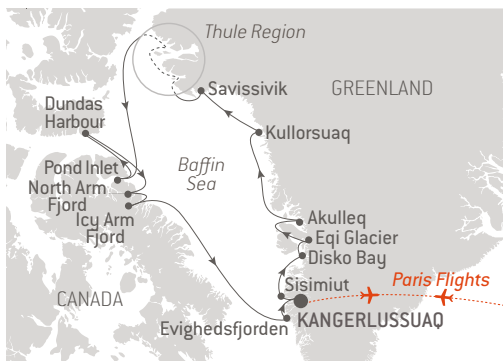 Thule Region
Savissivik
GREENLAND
Dundas
Harbour
Kullorsuaq
Pond Inlet
Baffin
Sea
North Arm
Fjord
Icy Arm
Fjord
Akulleq
Eqi Glacier
Disko Bay
Sisimiut
Paris Flights
CANADA
Evighedsfjorden
KANGERLUSSUAQ